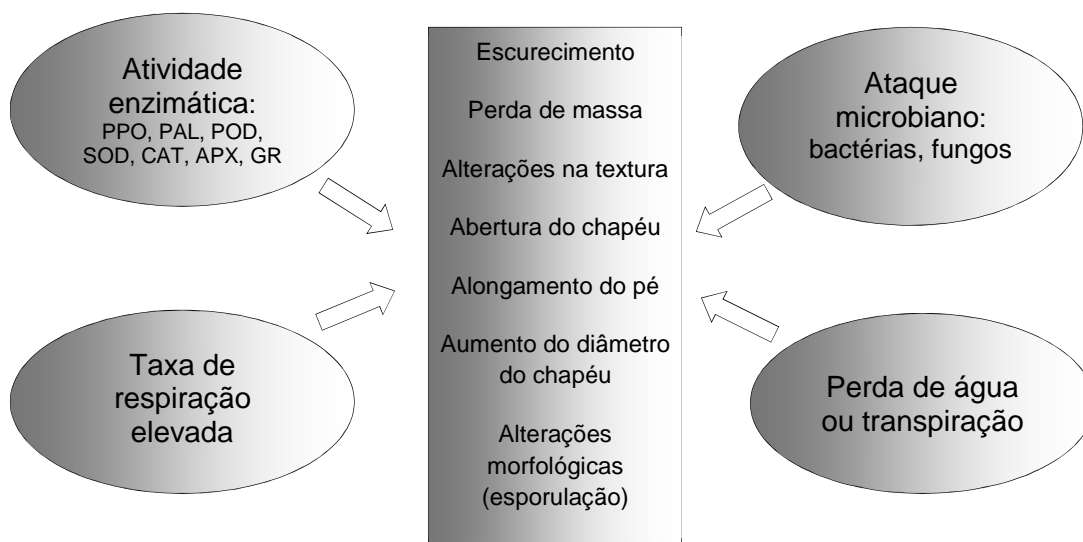 Atividade
enzimática:
PPO, PAL, POD,
SOD, CAT, APX, GR
Taxa de
respiração
elevada
Escurecimento
Perda de massa
Alterações na textura
Abertura do chapéu
Alongamento do pé
Aumento do diâmetro
do chapéu
Alterações
morfológicas
(esporulação)
Ataque
microbiano:
bactérias, fungos
Perda de água
ou transpiração